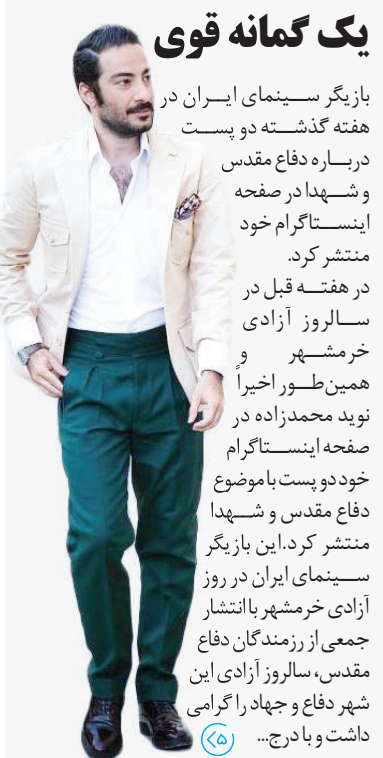 یک گمانه قوی
بازیگر سینمای ایران در
هفته گذشته دو پست
درباره دفاع مقدس
و شهدا در صفحه
اینستاگرام خود
منتشر کرد.
در هفته قبل در
سالروز آزادی
خرمشهر و
همین‌طور اخیراً
نوید محمدزاده در
صفحه اینستاگرام
خود دو پست با موضوع
دفاع مقدس و شهدا
منتشر کرد.این بازیگر
سینمای ایران در روز
آزادی خرمشهر با انتشار
جمعی از رزمندگان دفاع
مقدس، سالروز آزادی این
شهر دفاع و جهاد را گرامی
داشت و با درج... ۵